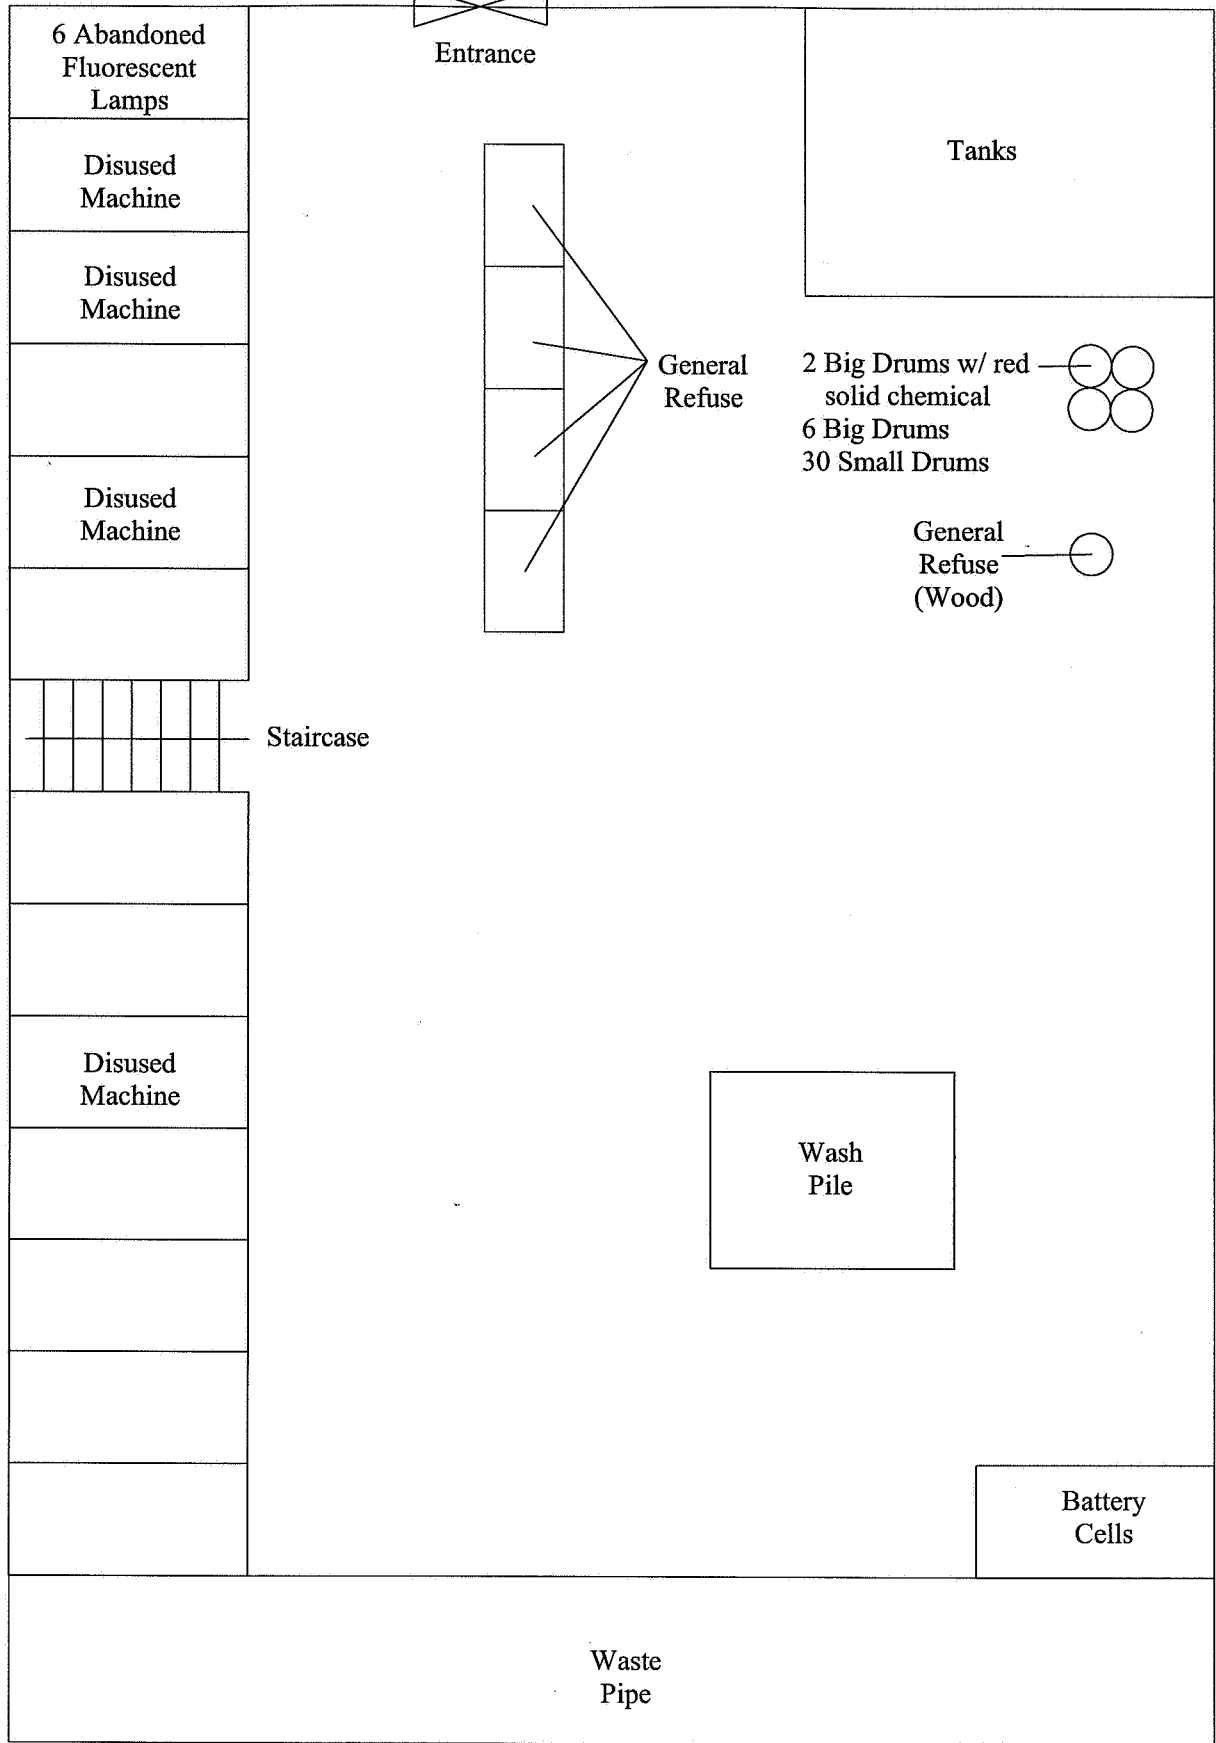 6 Abandoned
Fluorescent
Lamps
Entrance
Tanks
Disused
Machine
Disused
Machine
General
Refuse
2 Big Drums w/ red
solid chemical
6 Big Drums
30 Small Drums
Disused
Machine
General
Refuse
(Wood)
Staircase
Disused
Machine
Wash
Pile
Battery
Cells
Waste
Pipe